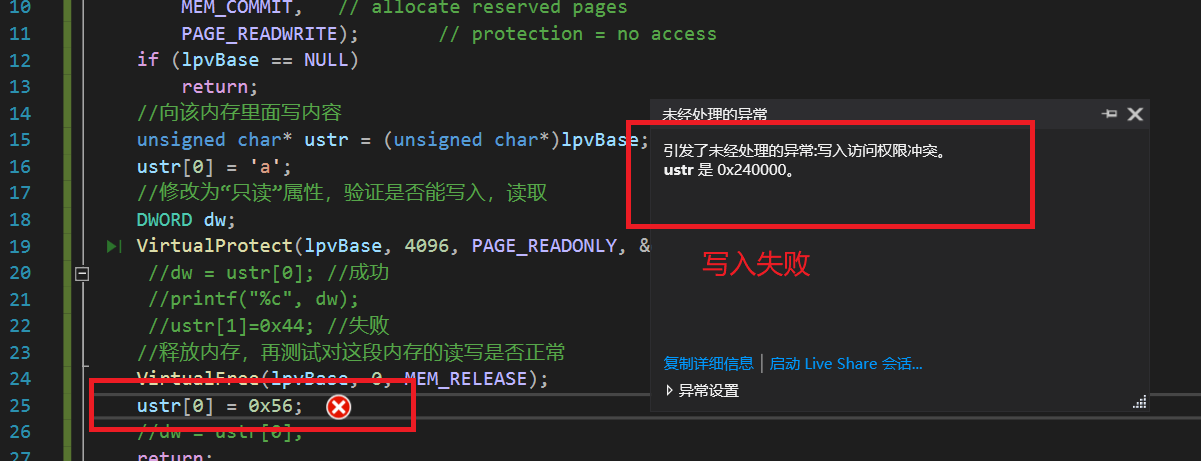 10 MEM_COMMIT, // allocate reserved pages
11 PAGE_READWRITE); // protection = no access
12 if (lpvBase == NULL)
13 return;
14 //向该内存里面写内容
15 unsigned char* ustr = (unsigned char*)lpvBase;
16 ustr[0] = 'a';
17 //修改为“只读”属性，验证是否能写入，读取
18 DWORD dw;
19 VirtualProtect(lpvBase, 4096, PAGE_READONLY, &
20 //dw = ustr[0]; //成功
21 //printf("%c", dw);
22 //ustr[1]=0x44; //失败
23 //释放内存，再测试对这段内存的读写是否正常
24 VirtualFree(lpvBase, 0, MEM_RELEASE);
25 ustr[0] = 0x56;
26 //dw = ustr[0];
27 return;
未经处理的异常
引发了未经处理的异常:写入访问权限冲突。
ustr 是 0x240000。
写入失败
复制详细信息 | 启动 Live Share 会话...
异常设置